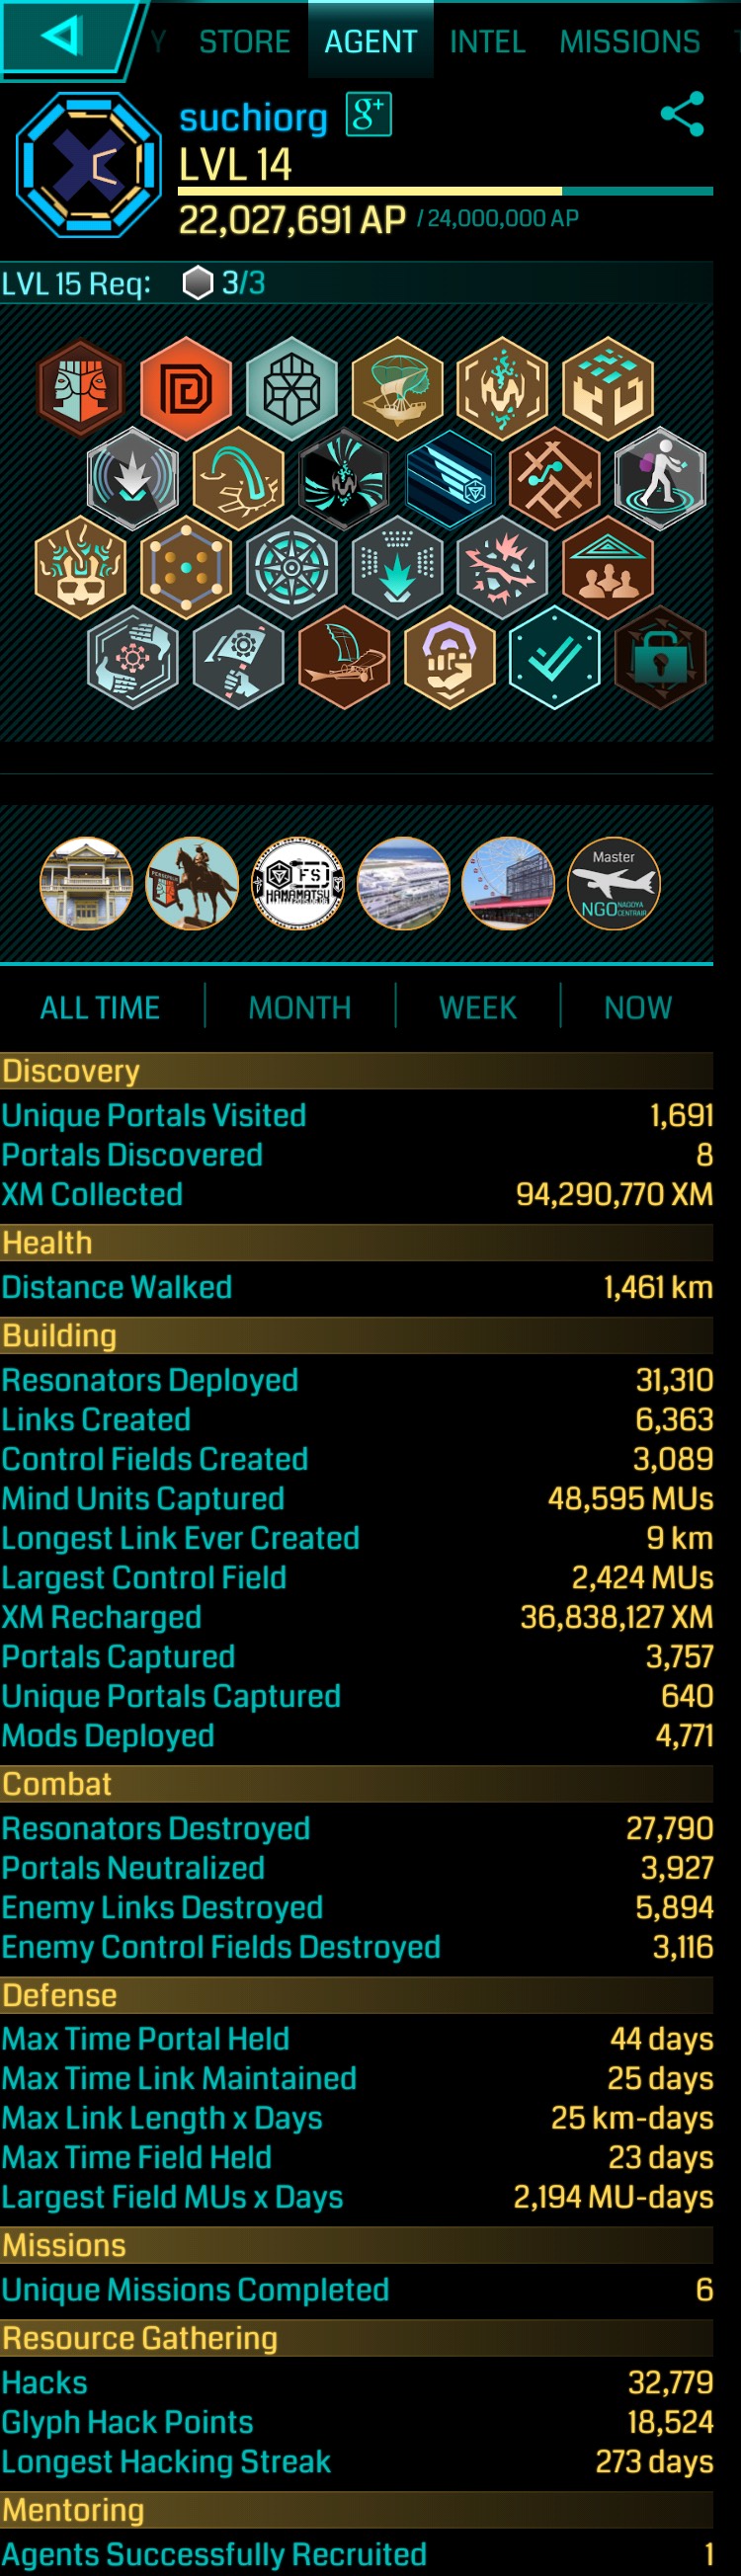 Y STORE AGENT INTEL MISSIONS
suchiorg g+
LVL 14
22,027,691 AP / 24,000,000 AP
LVL 15 Req: 3/3
FS
HAMAMATSU
Master
NGO NAGOYA CENTRAIR
ALL TIME MONTH WEEK NOW
Discovery
Unique Portals Visited 1,691
Portals Discovered 8
XM Collected 94,290,770 XM
Health
Distance Walked 1,461 km
Building
Resonators Deployed 31,310
Links Created 6,363
Control Fields Created 3,089
Mind Units Captured 48,595 MUs
Longest Link Ever Created 9 km
Largest Control Field 2,424 MUs
XM Recharged 36,838,127 XM
Portals Captured 3,757
Unique Portals Captured 640
Mods Deployed 4,771
Combat
Resonators Destroyed 27,790
Portals Neutralized 3,927
Enemy Links Destroyed 5,894
Enemy Control Fields Destroyed 3,116
Defense
Max Time Portal Held 44 days
Max Time Link Maintained 25 days
Max Link Length x Days 25 km-days
Max Time Field Held 23 days
Largest Field MUs x Days 2,194 MU-days
Missions
Unique Missions Completed 6
Resource Gathering
Hacks 32,779
Glyph Hack Points 18,524
Longest Hacking Streak 273 days
Mentoring
Agents Successfully Recruited 1